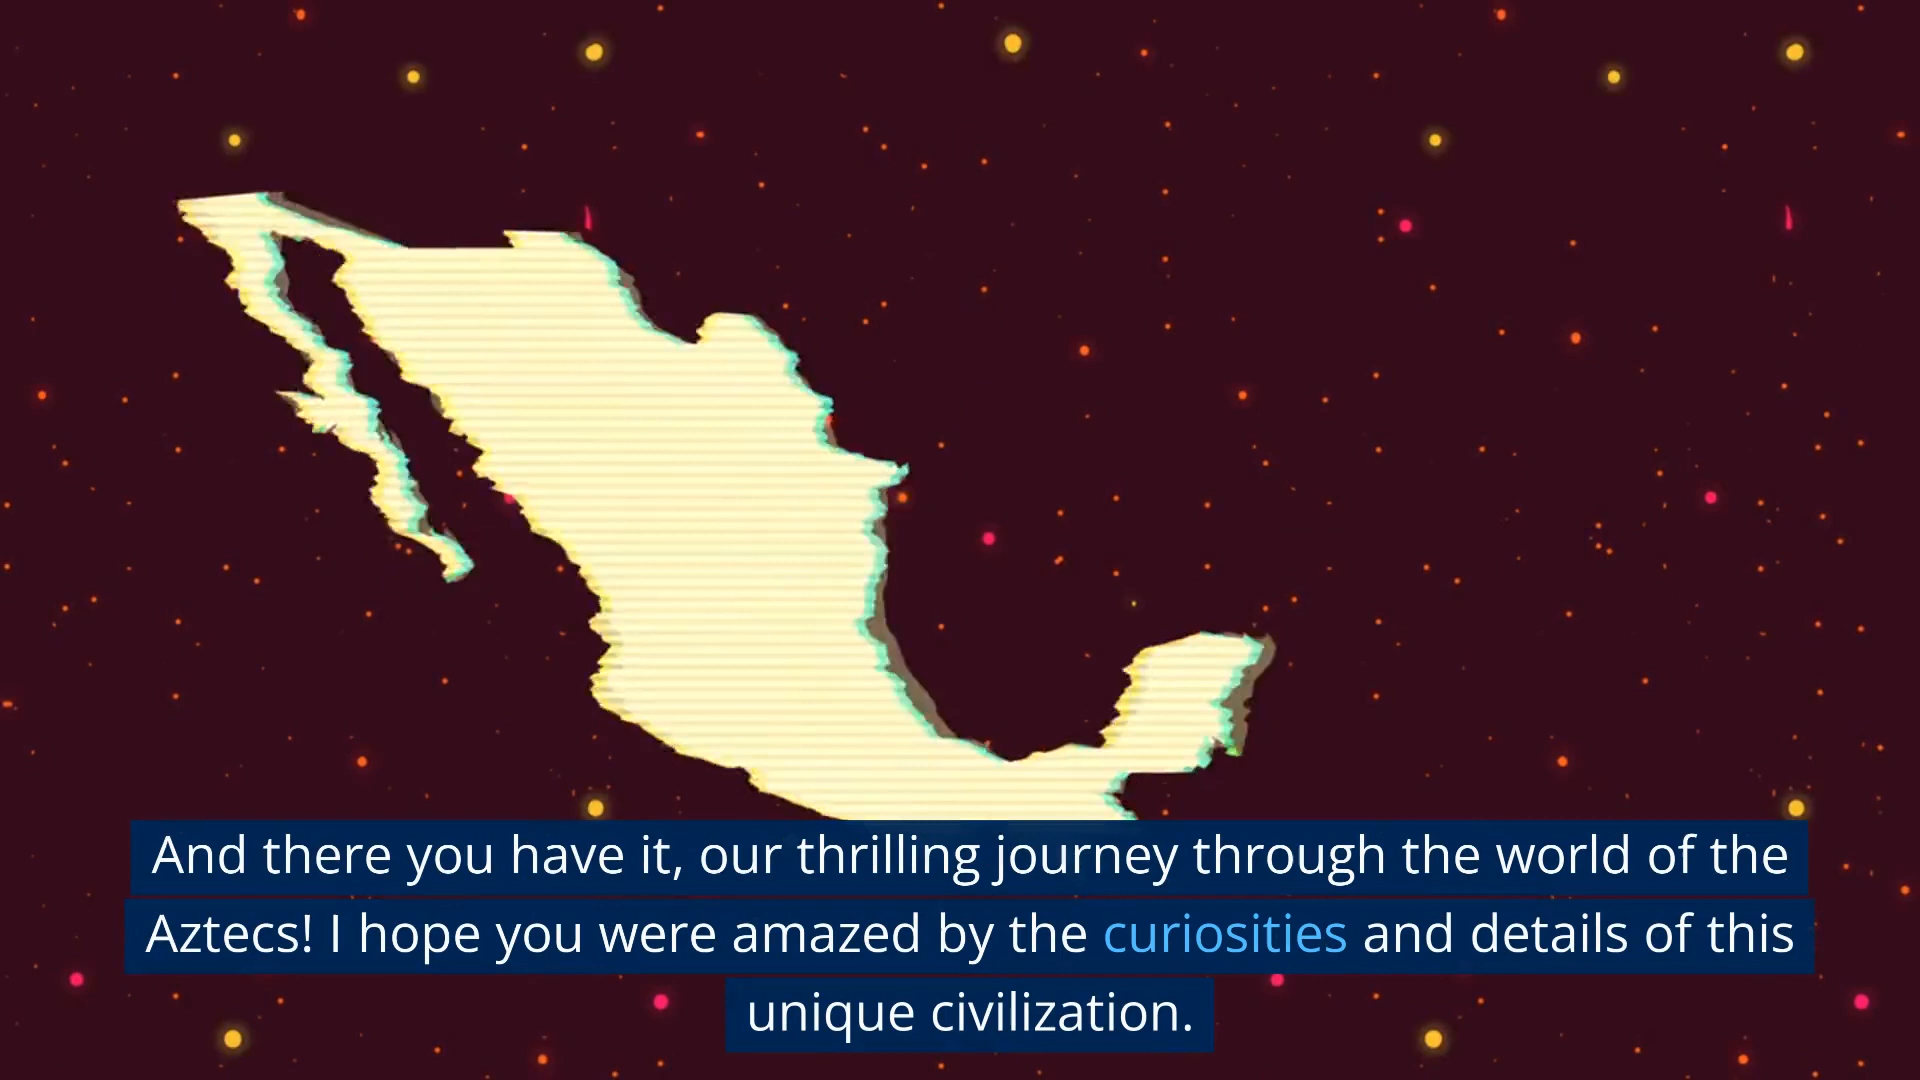 And there you have it, our thrilling journey through the world of the
Aztecs! I hope you were amazed by the curiosities and details of this
unique civilization.